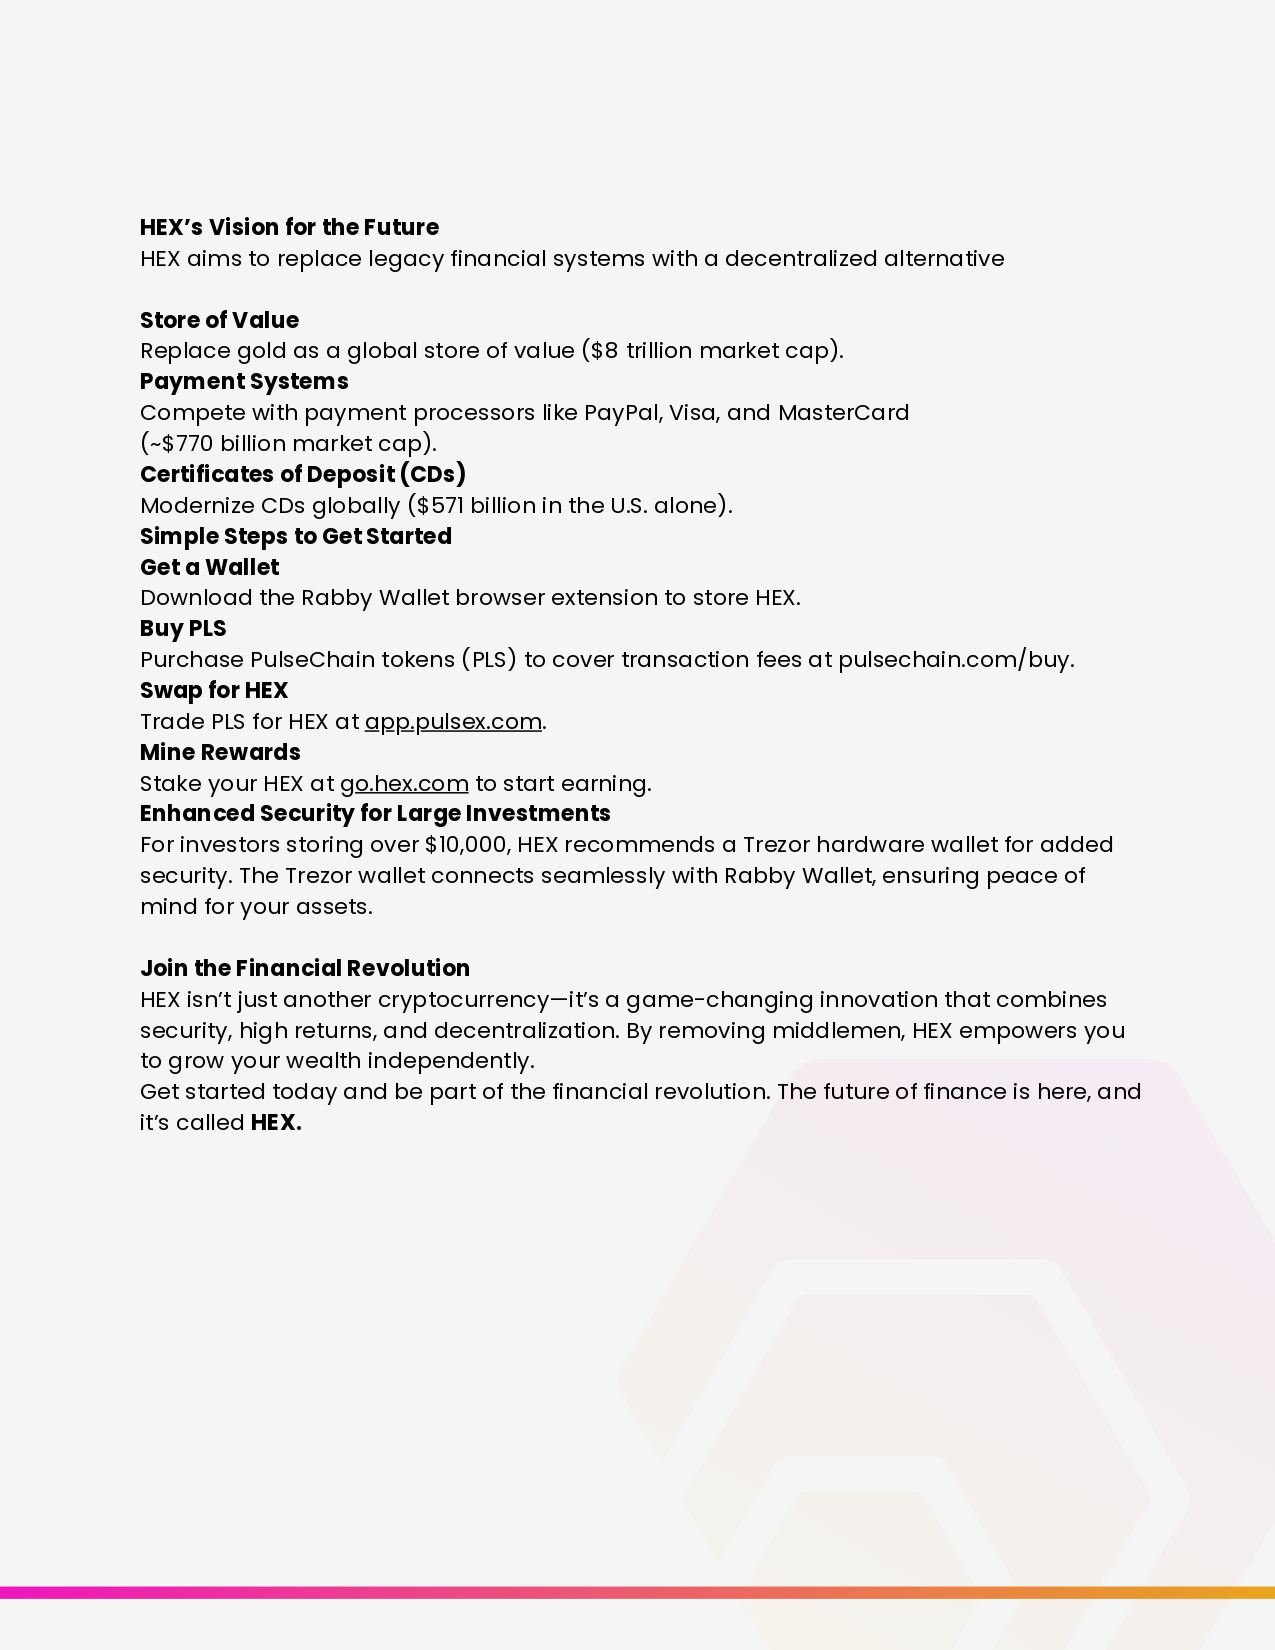 HEX’s Vision for the Future
HEX aims to replace legacy financial systems with a decentralized alternative
Store of Value
Replace gold as a global store of value ($8 trillion market cap).
Payment Systems
Compete with payment processors like PayPal, Visa, and MasterCard
(~$770 billion market cap).
Certificates of Deposit (CDs)
Modernize CDs globally ($571 billion in the U.S. alone).
Simple Steps to Get Started
Get a Wallet
Download the Rabby Wallet browser extension to store HEX.
Buy PLS
Purchase PulseChain tokens (PLS) to cover transaction fees at pulsechain.com/buy.
Swap for HEX
Trade PLS for HEX at app.pulsex.com.
Mine Rewards
Stake your HEX at go.hex.com to start earning.
Enhanced Security for Large Investments
For investors storing over $10,000, HEX recommends a Trezor hardware wallet for added
security. The Trezor wallet connects seamlessly with Rabby Wallet, ensuring peace of
mind for your assets.
Join the Financial Revolution
HEX isn’t just another cryptocurrency—it’s a game-changing innovation that combines
security, high returns, and decentralization. By removing middlemen, HEX empowers you
to grow your wealth independently.
Get started today and be part of the financial revolution. The future of finance is here, and
it’s called HEX.